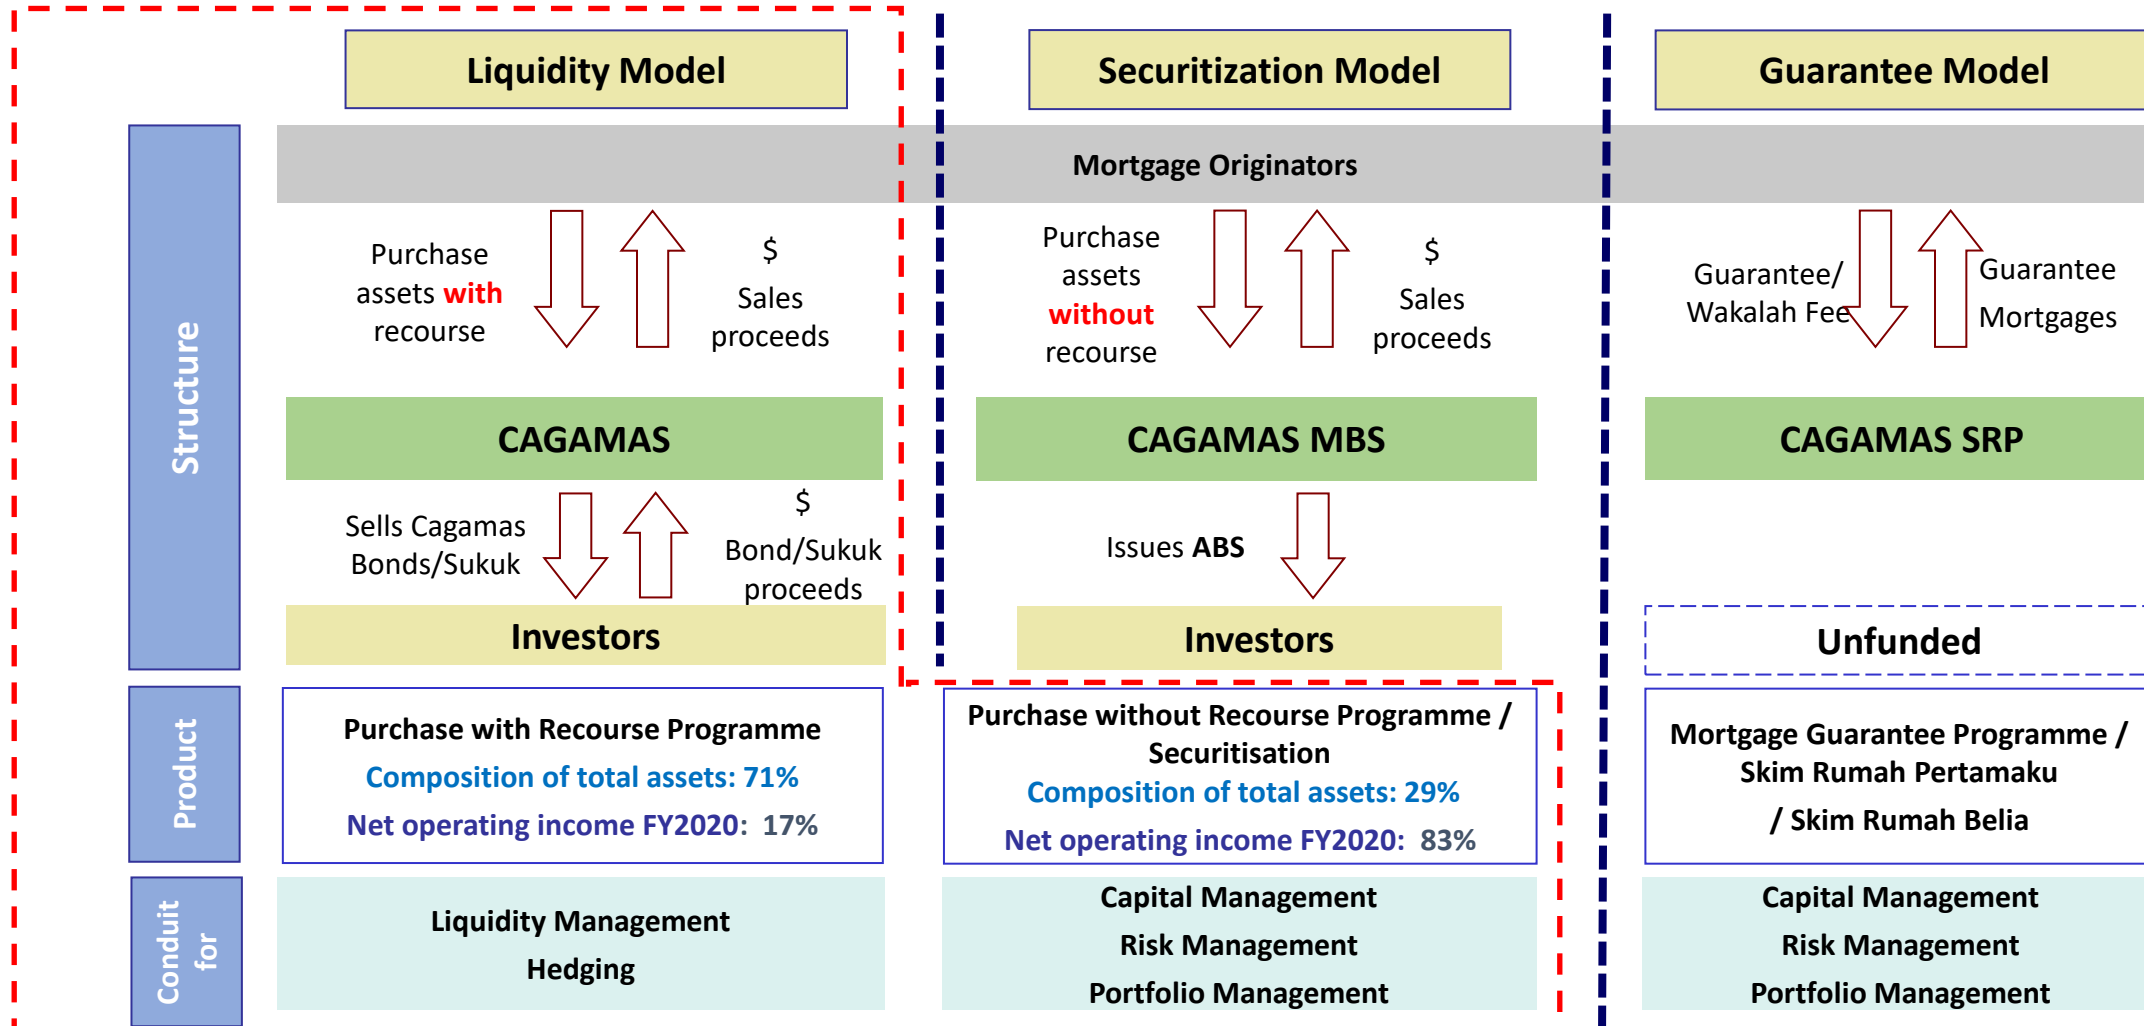 Liquidity Model
Securitization Model
Guarantee Model
Structure
Mortgage Originators
Purchase
assets with
recourse
$
Sales
proceeds
Purchase
assets
without
recourse
$
Sales
proceeds
Guarantee/
Wakalah Fee
Guarantee
Mortgages
CAGAMAS
CAGAMAS MBS
CAGAMAS SRP
Sells Cagamas
Bonds/Sukuk
$
Bond/Sukuk
proceeds
Issues ABS
Investors
Investors
Unfunded
Product
Purchase with Recourse Programme
Composition of total assets: 71%
Net operating income FY2020: 17%
Purchase without Recourse Programme /
Securitisation
Composition of total assets: 29%
Net operating income FY2020: 83%
Mortgage Guarantee Programme /
Skim Rumah Pertamaku
/ Skim Rumah Belia
Conduit
for
Liquidity Management
Hedging
Capital Management
Risk Management
Portfolio Management
Capital Management
Risk Management
Portfolio Management